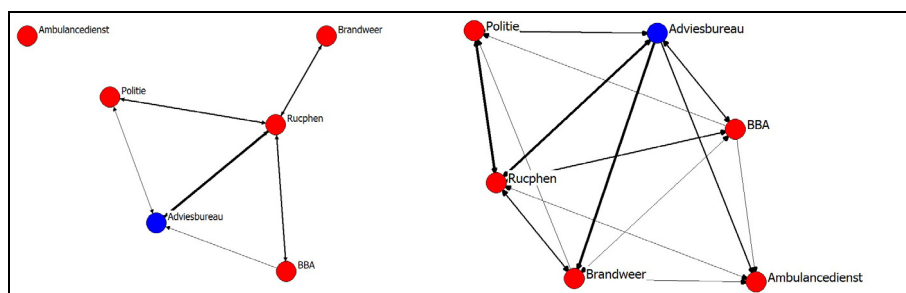 Ambulancedienst
Brandweer
Politie
Rucphen
Adviesbureau
BBA
Politie
Adviesbureau
BBA
Rucphen
Brandweer
Ambulancedienst